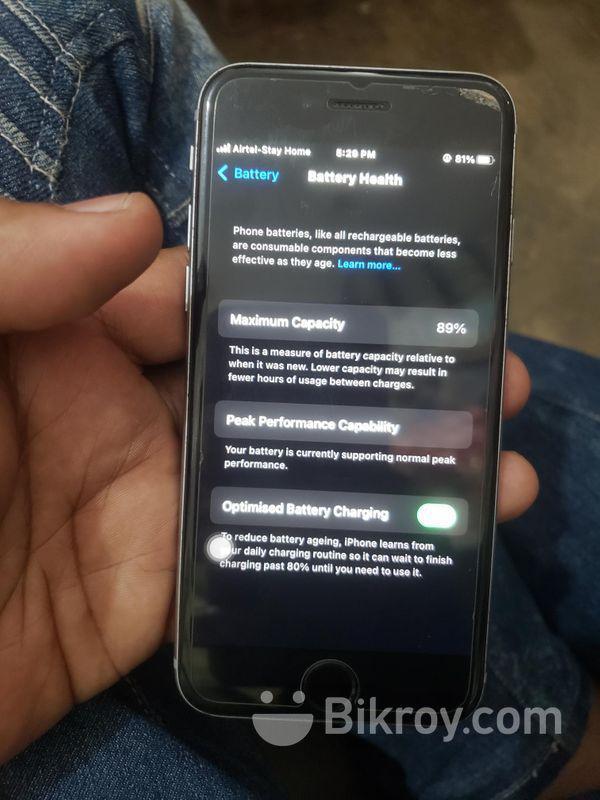 Airtel-Stay Home 5:29 PM 81%
Battery Battery Health
Phone batteries, like all rechargeable batteries,
are consumable components that become less
effective as they age. Learn more...
Maximum Capacity 89%
This is a measure of battery capacity relative to
when it was new. Lower capacity may result in
fewer hours of usage between charges.
Peak Performance Capability
Your battery is currently supporting normal peak
performance.
Optimised Battery Charging
To reduce battery ageing, iPhone learns from
your daily charging routine so it can wait to finish
charging past 80% until you need to use it.
Bikroy.com